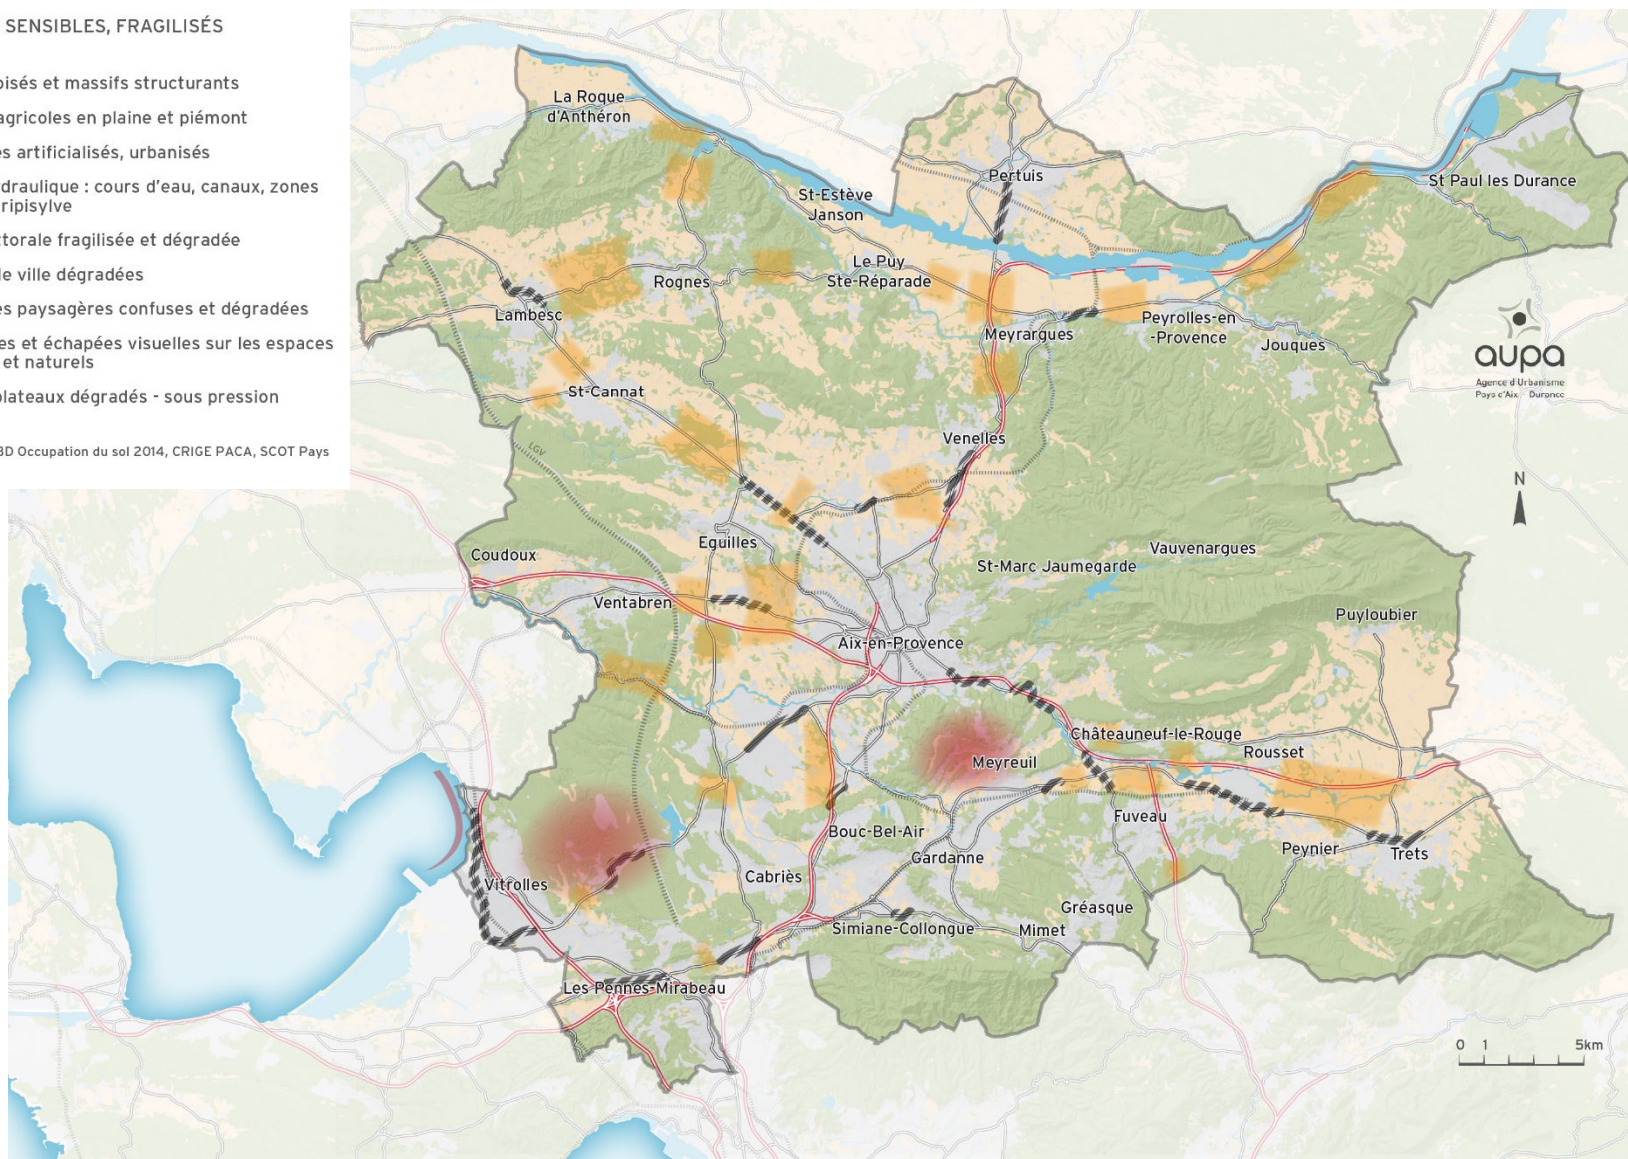 SENSIBLES, FRAGILISÉS
oisés et massifs structurants
agricoles en plaine et piémont
es artificialisés, urbanisés
ydraulique : cours d'eau, canaux, zones
ripisylve
ttorale fragilisée et dégradée
de ville dégradées
es paysagères confuses et dégradées
es et échapées visuelles sur les espaces
et naturels
plateaux dégradés - sous pression
BD Occupation du sol 2014, CRIGE PACA, SCOT Pays
La Roque
d'Anthéron
Pertuis
St-Estève
Janson
St Paul les Durance
Le Puy
Ste-Réparade
Rognes
Lambesc
Meyrargues
Peyrolles-en
-Provence
Jouques
aupa
Agence d'Urbanisme
Pays d'Aix - Durance
St-Cannat
Venelles
LGV
N
Eguilles
Coudoux
Vauvenargues
St-Marc Jaumegarde
Ventabren
Puyloubier
Aix-en-Provence
Châteauneuf-le-Rouge
Rousset
Meyreuil
Fuveau
Bouc-Bel-Air
Gardanne
Peynier
Trets
Cabriès
Vitrolles
Gréasque
Simiane-Collongue
Mimet
Les Pennes-Mirabeau
0 1 5km